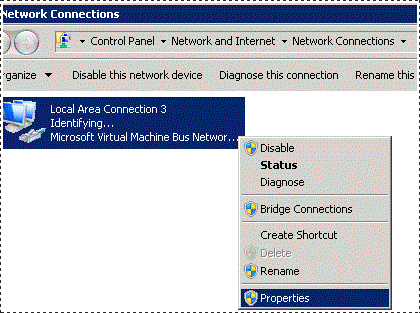 Network Connections
Control Panel Network and Internet Network Connections
rganize Disable this network device Diagnose this connection Rename this
Local Area Connection 3
Identifying...
Microsoft Virtual Machine Bus Networ...
Disable
Status
Diagnose
Bridge Connections
Create Shortcut
Delete
Rename
Properties